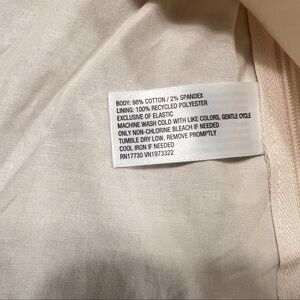 BODY: 98% COTTON / 2% SPANDEX
LINING: 100% RECYCLED POLYESTER
EXCLUSIVE OF ELASTIC
MACHINE WASH COLD WITH LIKE COLORS, GENTLE CYCLE
ONLY NON-CHLORINE BLEACH IF NEEDED
TUMBLE DRY LOW, REMOVE PROMPTLY
COOL IRON IF NEEDED
RN17730 VN1973322